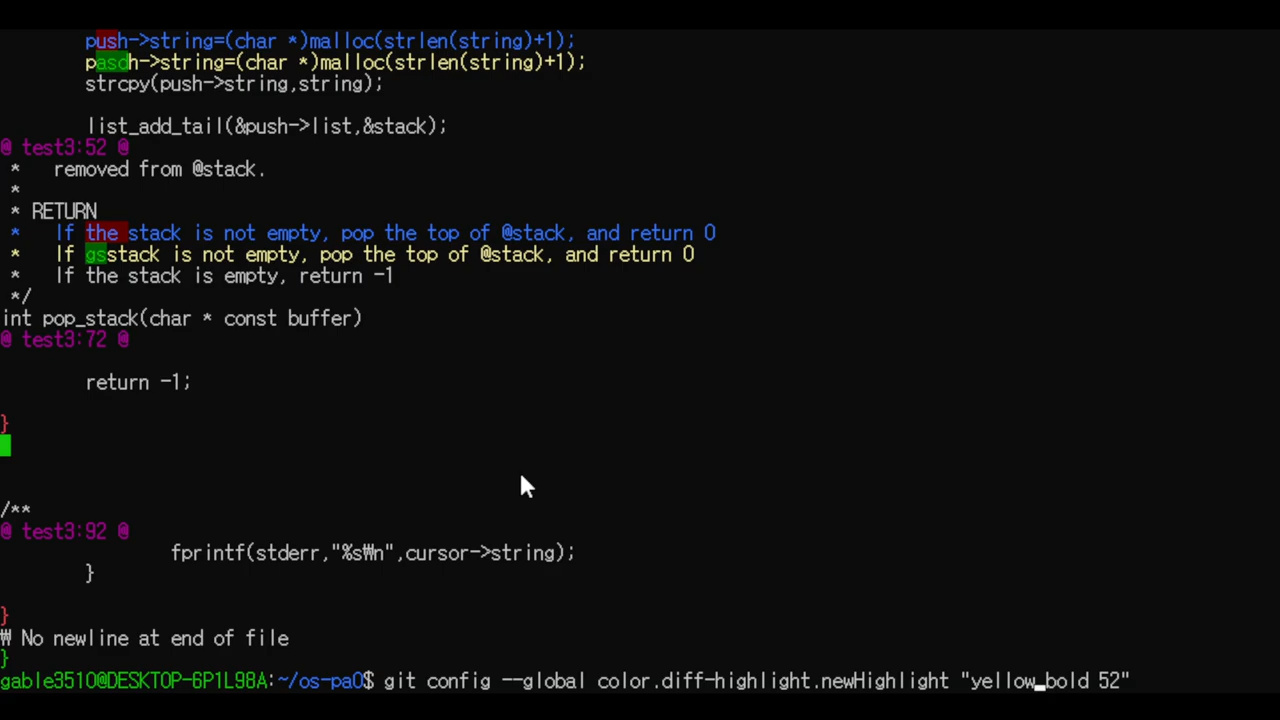 push->string=(char *)malloc(strlen(string)+1);
pasdh->string=(char *)malloc(strlen(string)+1);
strcpy(push->string,string);
list_add_tail(&push->list,&stack);
@ test3:52 @
*   removed from @stack.
*
* RETURN
*   If the stack is not empty, pop the top of @stack, and return 0
*   If gsstack is not empty, pop the top of @stack, and return 0
*   If the stack is empty, return -1
*/
int pop_stack(char * const buffer)
@ test3:72 @
return -1;
}
/**
@ test3:92 @
fprintf(stderr,"%s₩n",cursor->string);
}
}
₩ No newline at end of file
}
gable3510@DESKTOP-6P1L98A:~/os-pa0$ git config --global color.diff-highlight.newHighlight "yellow bold 52"